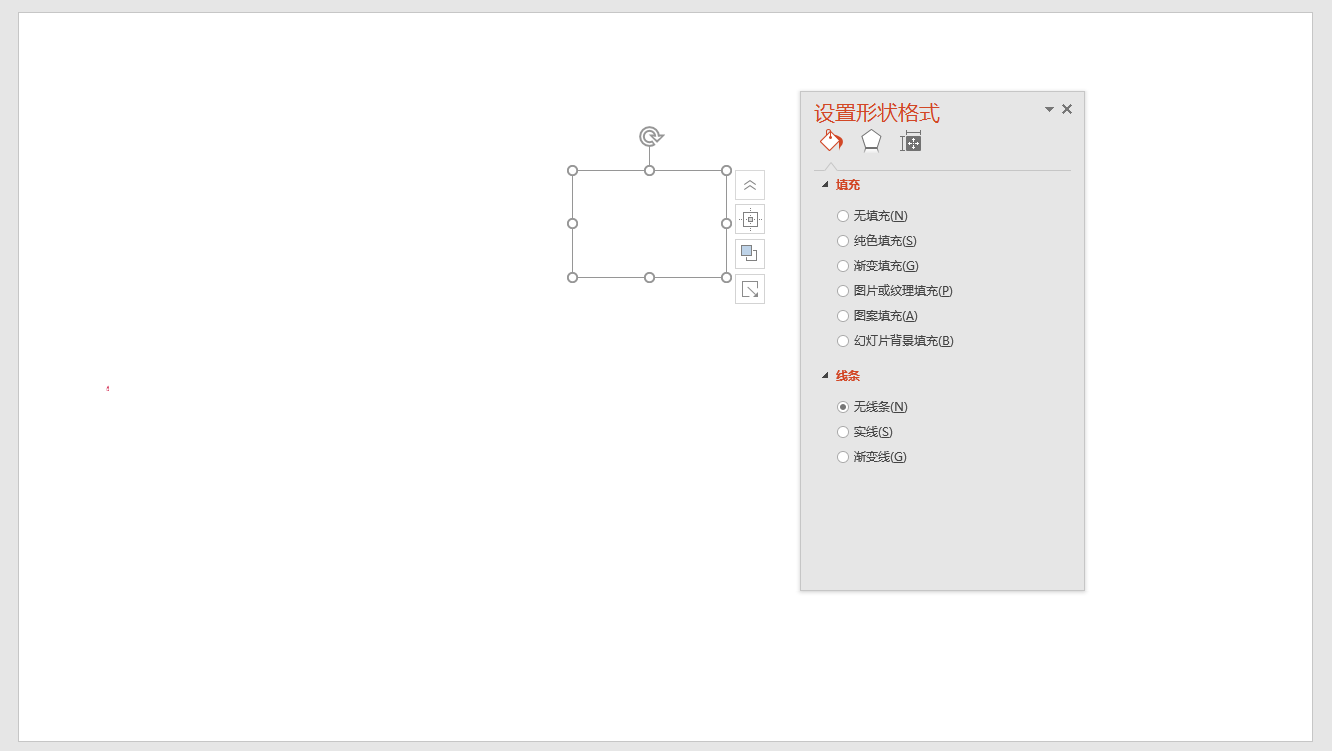 设置形状格式
填充
无填充(N)
纯色填充(S)
渐变填充(G)
图片或纹理填充(P)
图案填充(A)
幻灯片背景填充(B)
线条
无线条(N)
实线(S)
渐变线(G)